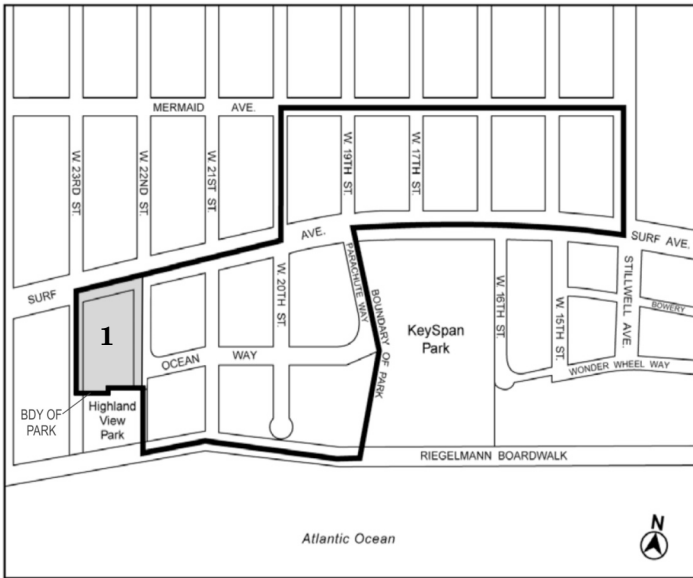 MERMAID AVE.
W. 23RD ST.
W. 22ND ST.
W. 21ST ST.
W. 19TH ST.
W. 17TH ST.
AVE.
SURF AVE.
SURF
W. 20TH ST.
PARACHUTE WAY
BOUNDARY OF PARK
KeySpan
Park
W. 16TH ST.
W. 15TH ST.
STILLWELL AVE.
BOWERY
WONDER WHEEL WAY
1
OCEAN WAY
BDY OF
PARK
Highland
View
Park
RIEGELMANN BOARDWALK
Atlantic Ocean
N